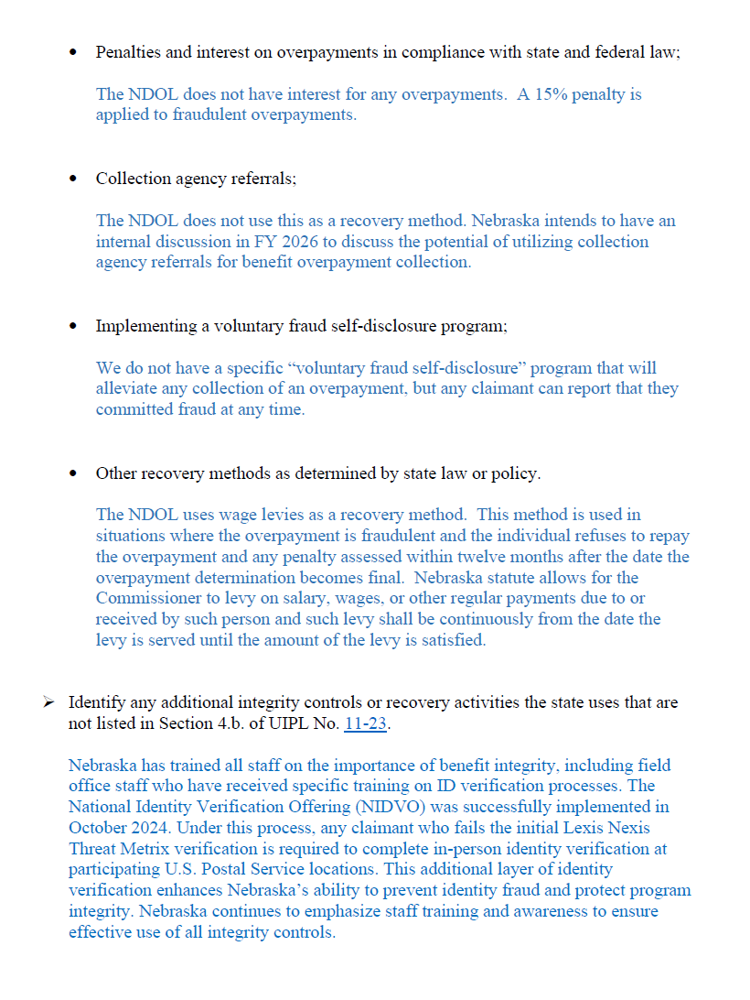 • Penalties and interest on overpayments in compliance with state and federal law;
The NDOL does not have interest for any overpayments.  A 15% penalty is
applied to fraudulent overpayments.
• Collection agency referrals;
The NDOL does not use this as a recovery method. Nebraska intends to have an
internal discussion in FY 2026 to discuss the potential of utilizing collection
agency referrals for benefit overpayment collection.
• Implementing a voluntary fraud self-disclosure program;
We do not have a specific “voluntary fraud self-disclosure” program that will
alleviate any collection of an overpayment, but any claimant can report that they
committed fraud at any time.
• Other recovery methods as determined by state law or policy.
The NDOL uses wage levies as a recovery method.  This method is used in
situations where the overpayment is fraudulent and the individual refuses to repay
the overpayment and any penalty assessed within twelve months after the date the
overpayment determination becomes final.  Nebraska statute allows for the
Commissioner to levy on salary, wages, or other regular payments due to or
received by such person and such levy shall be continuously from the date the
levy is served until the amount of the levy is satisfied.
➢ Identify any additional integrity controls or recovery activities the state uses that are
not listed in Section 4.b. of UIPL No. 11-23.
Nebraska has trained all staff on the importance of benefit integrity, including field
office staff who have received specific training on ID verification processes. The
National Identity Verification Offering (NIDVO) was successfully implemented in
October 2024. Under this process, any claimant who fails the initial Lexis Nexis
Threat Metrix verification is required to complete in-person identity verification at
participating U.S. Postal Service locations. This additional layer of identity
verification enhances Nebraska’s ability to prevent identity fraud and protect program
integrity. Nebraska continues to emphasize staff training and awareness to ensure
effective use of all integrity controls.